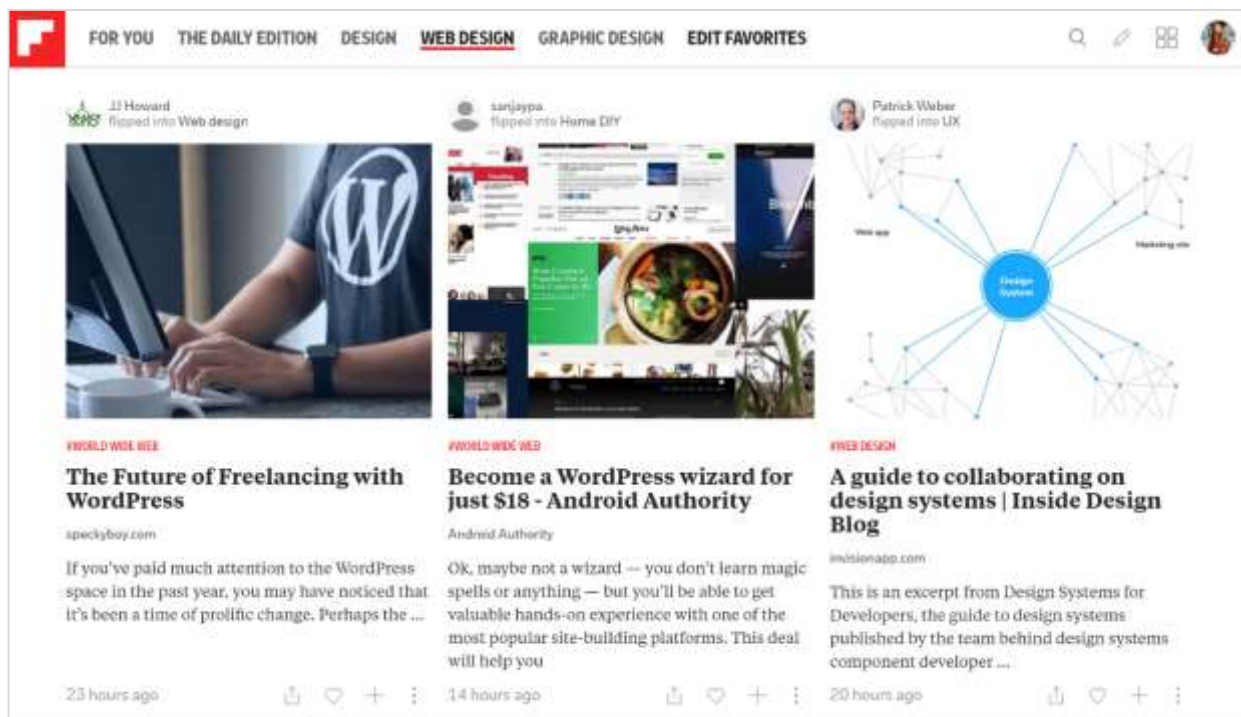 FOR YOU THE DAILY EDITION DESIGN WEB DESIGN GRAPHIC DESIGN EDIT FAVORITES
JJ Howard
flipped into Web design
sanjaypa
flipped into Home DIY
Patrick Weber
flipped into UX
Web app
Marketing site
Design
System
#WORLD WIDE WEB
The Future of Freelancing with
WordPress
speckyboy.com
If you've paid much attention to the WordPress
space in the past year, you may have noticed that
it's been a time of prolific change. Perhaps the ...
23 hours ago
#WORLD WIDE WEB
Become a WordPress wizard for
just $18 - Android Authority
Android Authority
Ok, maybe not a wizard — you don't learn magic
spells or anything — but you'll be able to get
valuable hands-on experience with one of the
most popular site-building platforms. This deal
will help you
14 hours ago
#WEB DESIGN
A guide to collaborating on
design systems | Inside Design
Blog
invisionapp.com
This is an excerpt from Design Systems for
Developers, the guide to design systems
published by the team behind design systems
component developer ...
20 hours ago